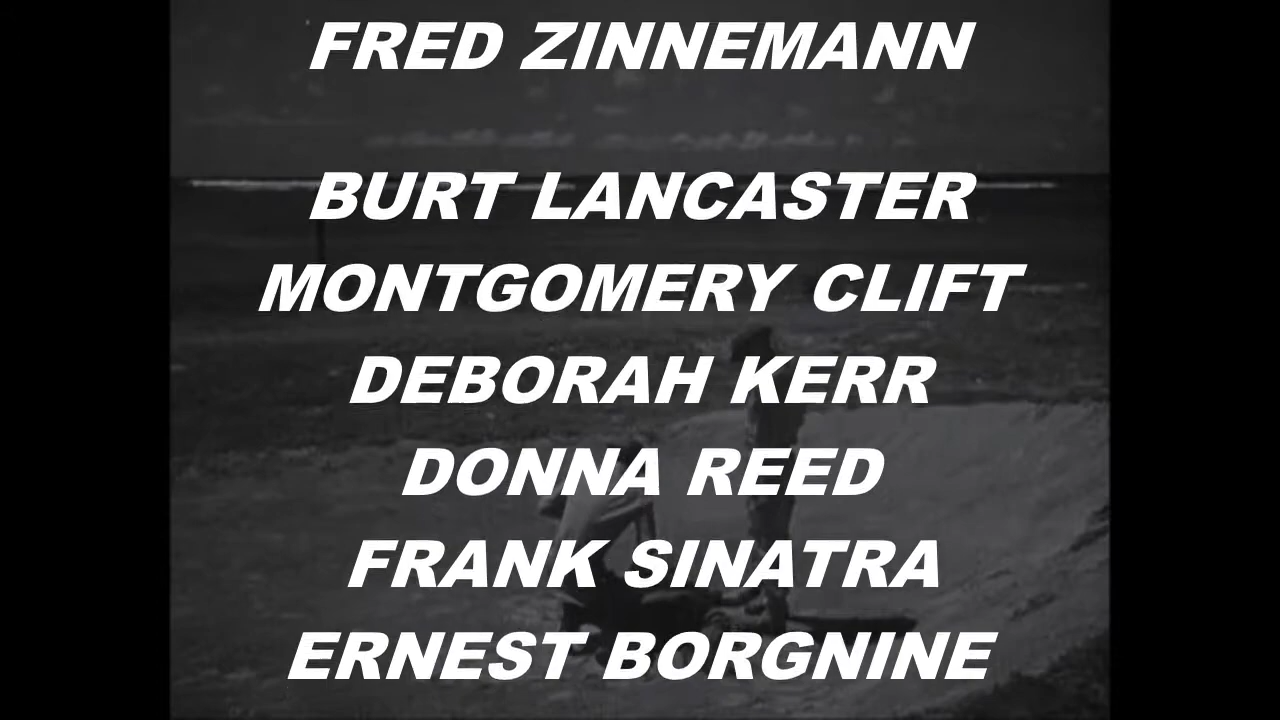 FRED ZINNEMANN
BURT LANCASTER
MONTGOMERY CLIFT
DEBORAH KERR
DONNA REED
FRANK SINATRA
ERNEST BORGNINE